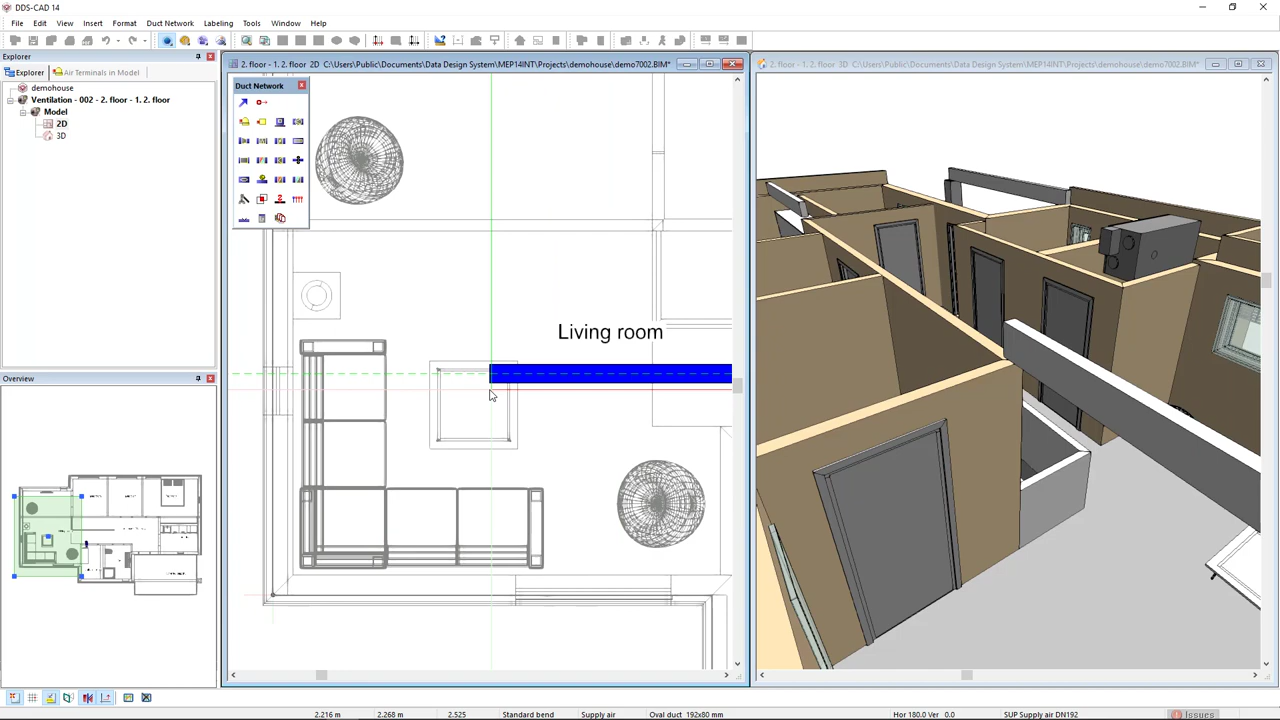 DDS-CAD 14
File Edit View Insert Format Duct Network Labeling Tools Window Help
Explorer
Explorer Air Terminals in Model
demohouse
Ventilation - 002 - 2. floor - 1. 2. floor
Model
2D
3D
Overview
2. floor - 1. 2. floor 2D C:\Users\Public\Documents\Data Design System\MEP14INT\Projects\demohouse\demo7002.BIM*
Duct Network
Living room
2. floor - 1. 2. floor 3D C:\Users\Public\Documents\Data Design System\MEP14INT\Projects\demohouse\demo7002.BIM*
2.216 m 2.268 m 2.525 Standard bend Supply air Oval duct 192x80 mm Hor 180.0 Ver 0.0 SUP Supply air DN192 Issues